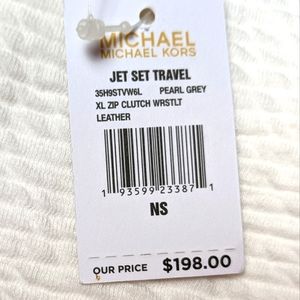 MICHAEL
MICHAEL KORS
JET SET TRAVEL
35H9STVW6L PEARL GREY
XL ZIP CLUTCH WRSTLT
LEATHER
1 93599 23387 1
NS
OUR PRICE $198.00